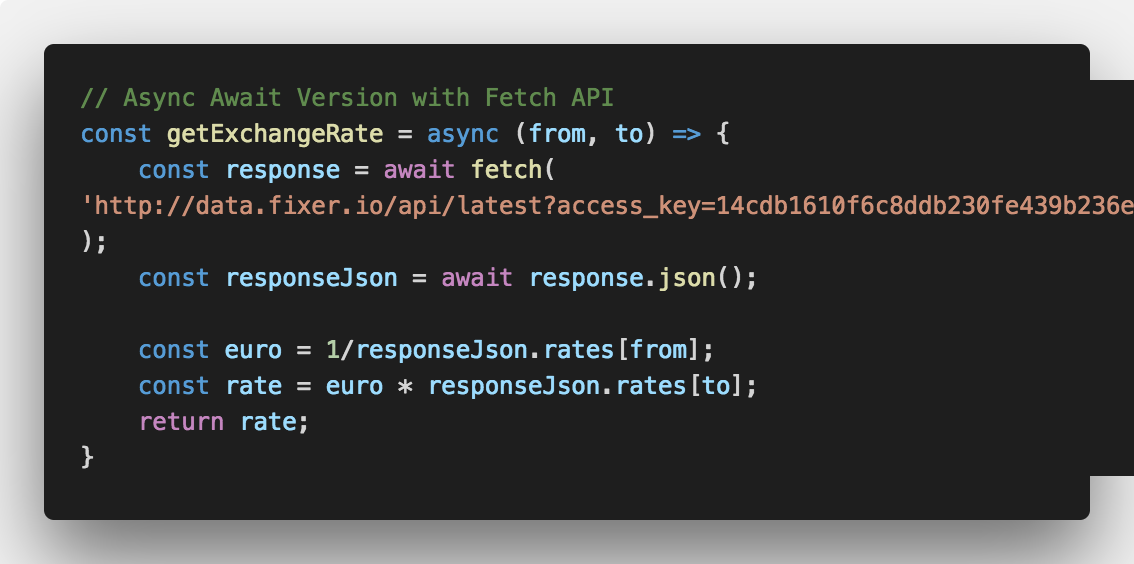 // Async Await Version with Fetch API
const getExchangeRate = async (from, to) => {
    const response = await fetch(
'http://data.fixer.io/api/latest?access_key=14cdb1610f6c8ddb230fe439b236e
);
    const responseJson = await response.json();

    const euro = 1/responseJson.rates[from];
    const rate = euro * responseJson.rates[to];
    return rate;
}